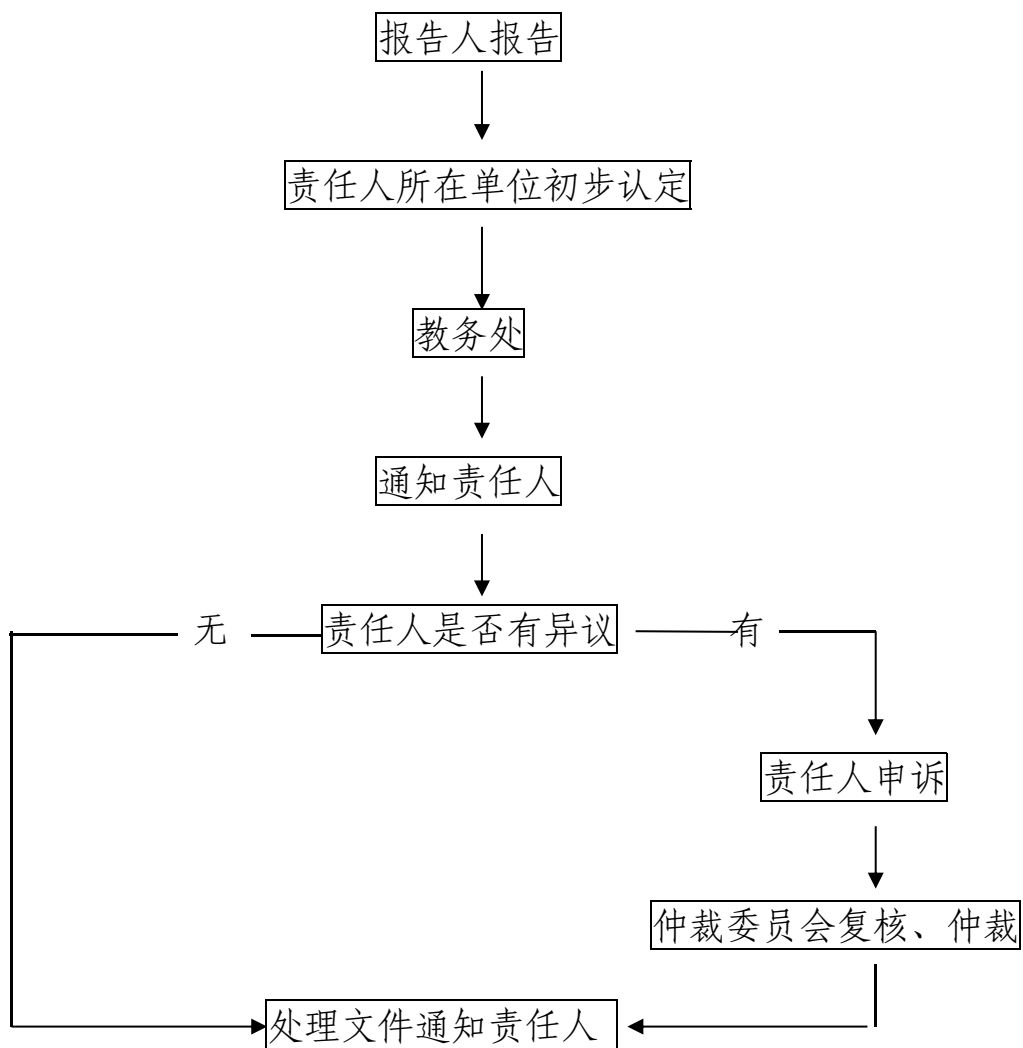 报告人报告
责任人所在单位初步认定
教务处
通知责任人
无
责任人是否有异议
有
责任人申诉
仲裁委员会复核、仲裁
处理文件通知责任人